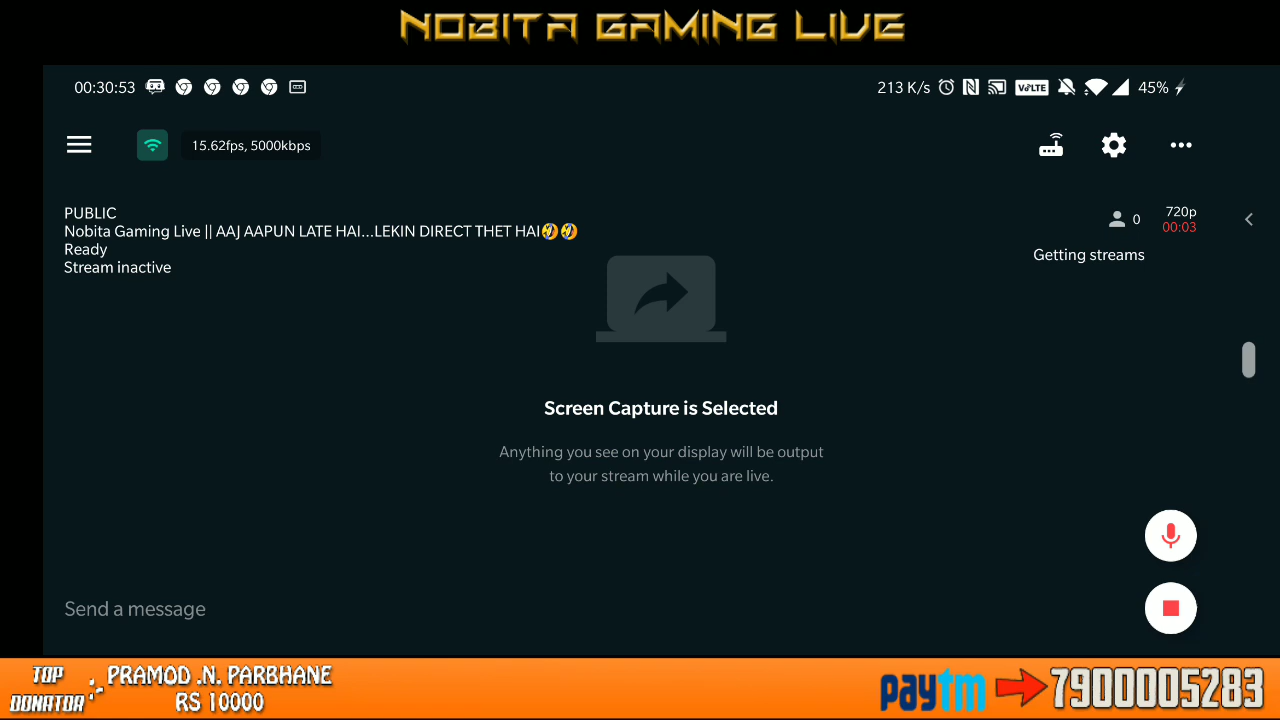 NOBITA GAMING LIVE
00:30:53
213 K/s VoLTE 45%
15.62fps, 5000kbps
PUBLIC
Nobita Gaming Live || AAJ AAPUN LATE HAI...LEKIN DIRECT THET HAI🤣🤣
Ready
Stream inactive
0
720p
00:03
Getting streams
Screen Capture is Selected
Anything you see on your display will be output
to your stream while you are live.
Send a message
TOP
DONATOR
PRAMOD .N. PARBHANE
RS 10000
paytm 7900005283